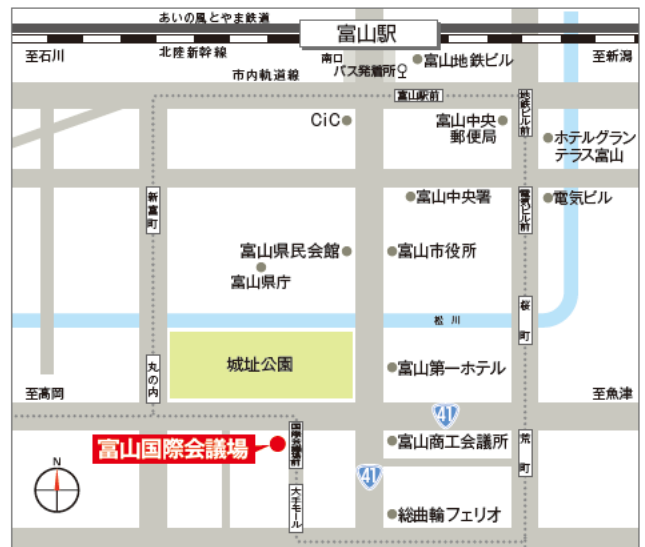 あいの風とやま鉄道
富山駅
至石川
北陸新幹線
至新潟
南口
バス発着所
富山地鉄ビル
市内軌道線
富山駅前
地鉄ビル前
CiC
富山中央
郵便局
ホテルグラン
テラス富山
新富町
富山中央署
電気ビル前
電気ビル
富山県民会館
富山市役所
富山県庁
桜町
松川
丸の内
城址公園
富山第一ホテル
至高岡
至魚津
41
国際会議場前
富山国際会議場
富山商工会議所
荒町
N
41
大手モール
総曲輪フェリオ